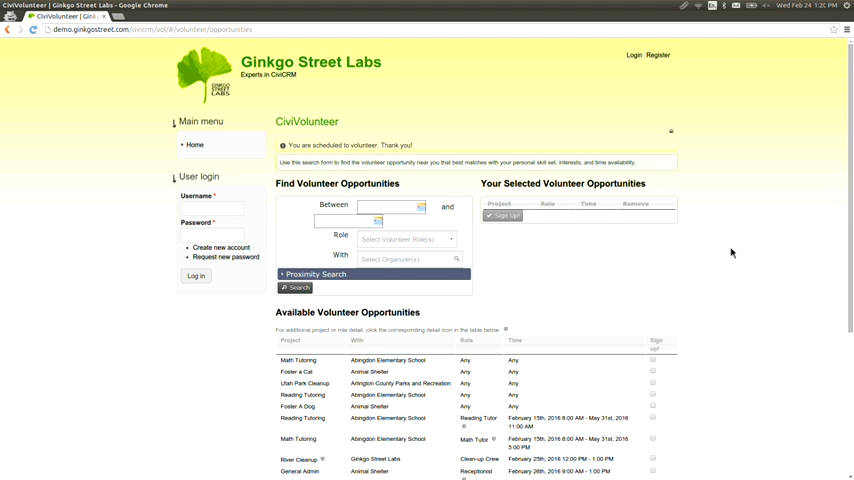 CiviVolunteer | Ginkgo Street Labs - Google Chrome
En
Wed Feb 24 1:20 PM
CiviVolunteer | Gink
demo.ginkgostreet.com/civicrm/vol/#/volunteer/opportunities
GINKGO
STREET
LABS
Ginkgo Street Labs
Experts in CiviCRM
Login Register
Main menu
Home
User login
Username *
Password *
Create new account
Request new password
Log in
CiviVolunteer
You are scheduled to volunteer. Thank you!
Use this search form to find the volunteer opportunity near you that best matches with your personal skill set, interests, and time availability.
Find Volunteer Opportunities
Between and
Role Select Volunteer Role(s)
With Select Organizer(s)
Proximity Search
Search
Your Selected Volunteer Opportunities
Project Role Time Remove
Sign Up!
Available Volunteer Opportunities
For additional project or role detail, click the corresponding detail icon in the table below
Project With Role Time Sign up!
Math Tutoring Abingdon Elementary School Any Any
Foster a Cat Animal Shelter Any Any
Utah Park Cleanup Arlington County Parks and Recreation Any Any
Reading Tutoring Abingdon Elementary School Any Any
Foster A Dog Animal Shelter Any Any
Reading Tutoring Abingdon Elementary School Reading Tutor February 15th, 2016 8:00 AM - May 31st, 2016
11:00 AM
Math Tutoring Abingdon Elementary School Math Tutor February 15th, 2016 8:00 AM - May 31st, 2016
5:00 PM
River Cleanup Ginkgo Street Labs Clean-up Crew February 25th, 2016 12:00 PM - 1:00 PM
General Admin Animal Shelter Receptionist February 26th, 2016 9:00 AM - 1:00 PM